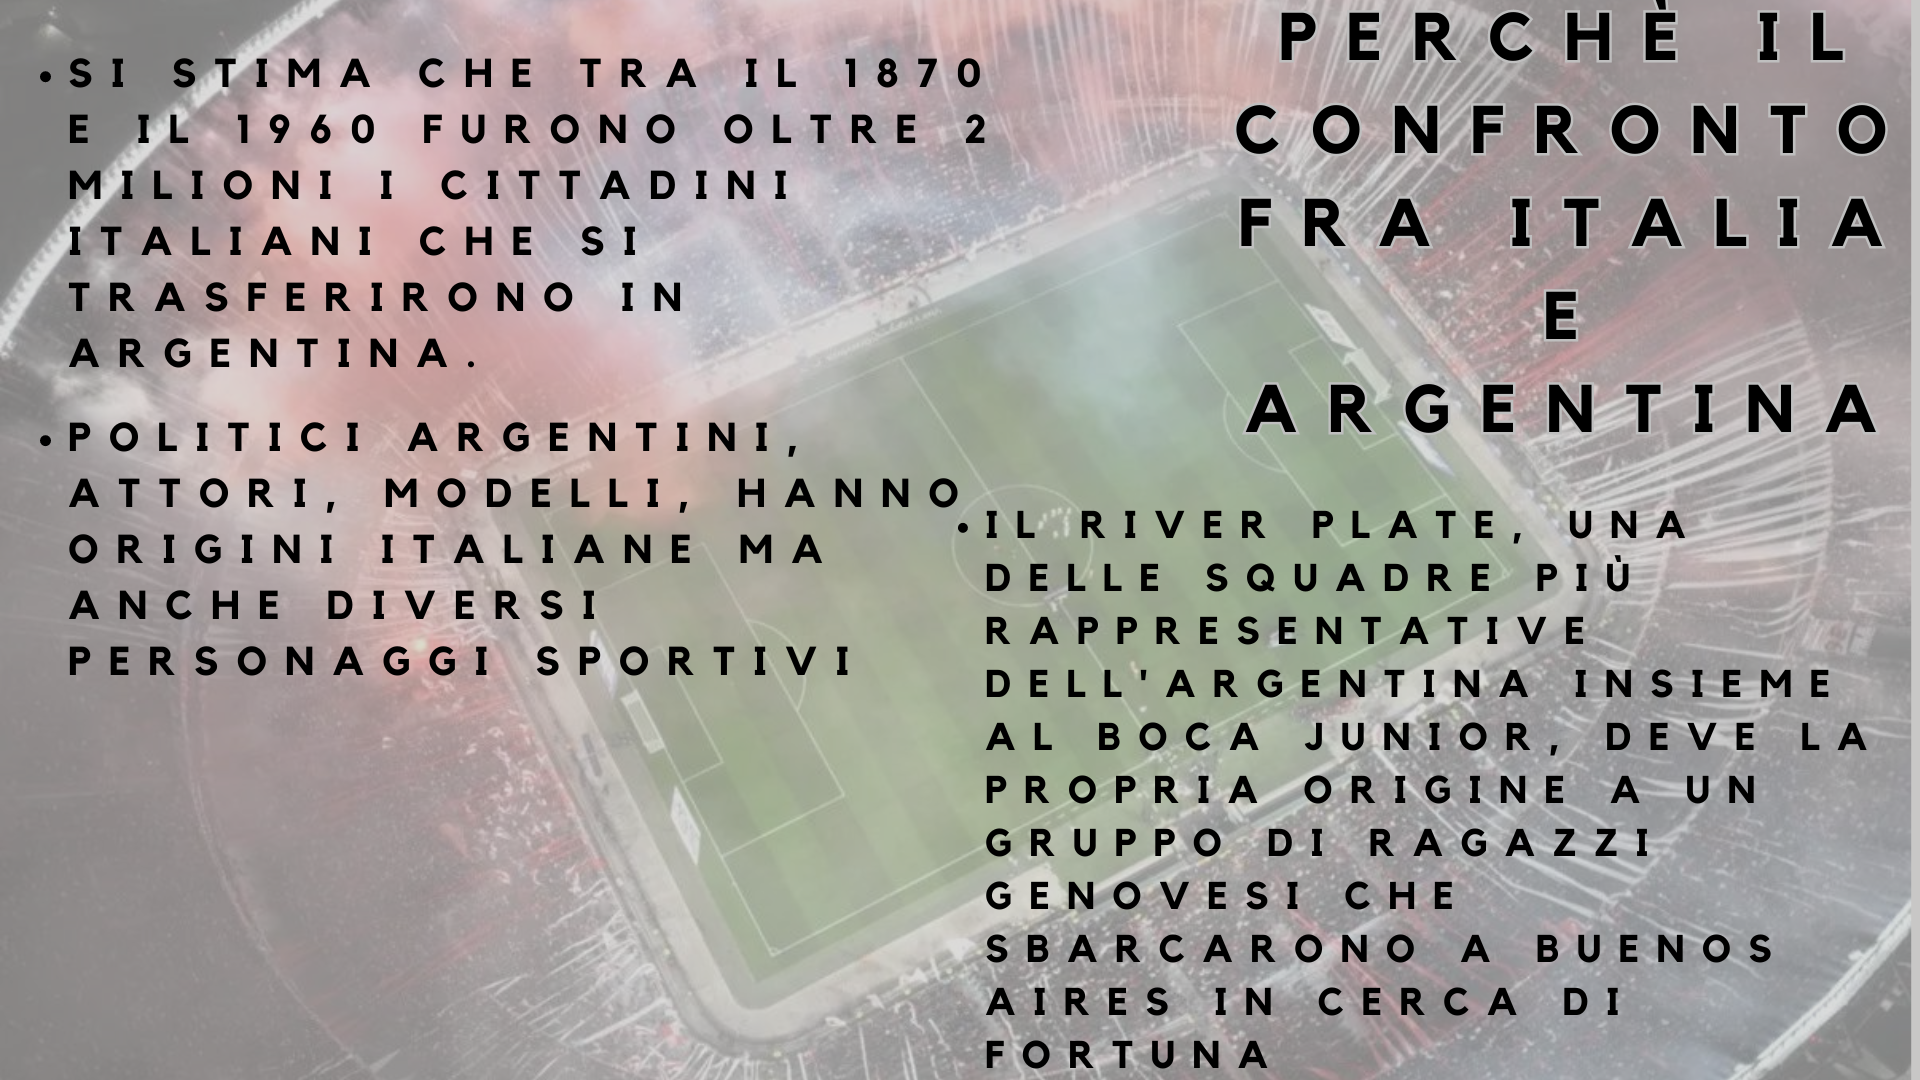 PERCHÈ IL
CONFRONTO
FRA ITALIA
E
ARGENTINA
• SI STIMA CHE TRA IL 1870
E IL 1960 FURONO OLTRE 2
MILIONI I CITTADINI
ITALIANI CHE SI
TRASFERIRONO IN
ARGENTINA.
• POLITICI ARGENTINI,
ATTORI, MODELLI, HANNO
ORIGINI ITALIANE MA
ANCHE DIVERSI
PERSONAGGI SPORTIVI
• IL RIVER PLATE, UNA
DELLE SQUADRE PIÙ
RAPPRESENTATIVE
DELL'ARGENTINA INSIEME
AL BOCA JUNIOR, DEVE LA
PROPRIA ORIGINE A UN
GRUPPO DI RAGAZZI
GENOVESI CHE
SBARCARONO A BUENOS
AIRES IN CERCA DI
FORTUNA